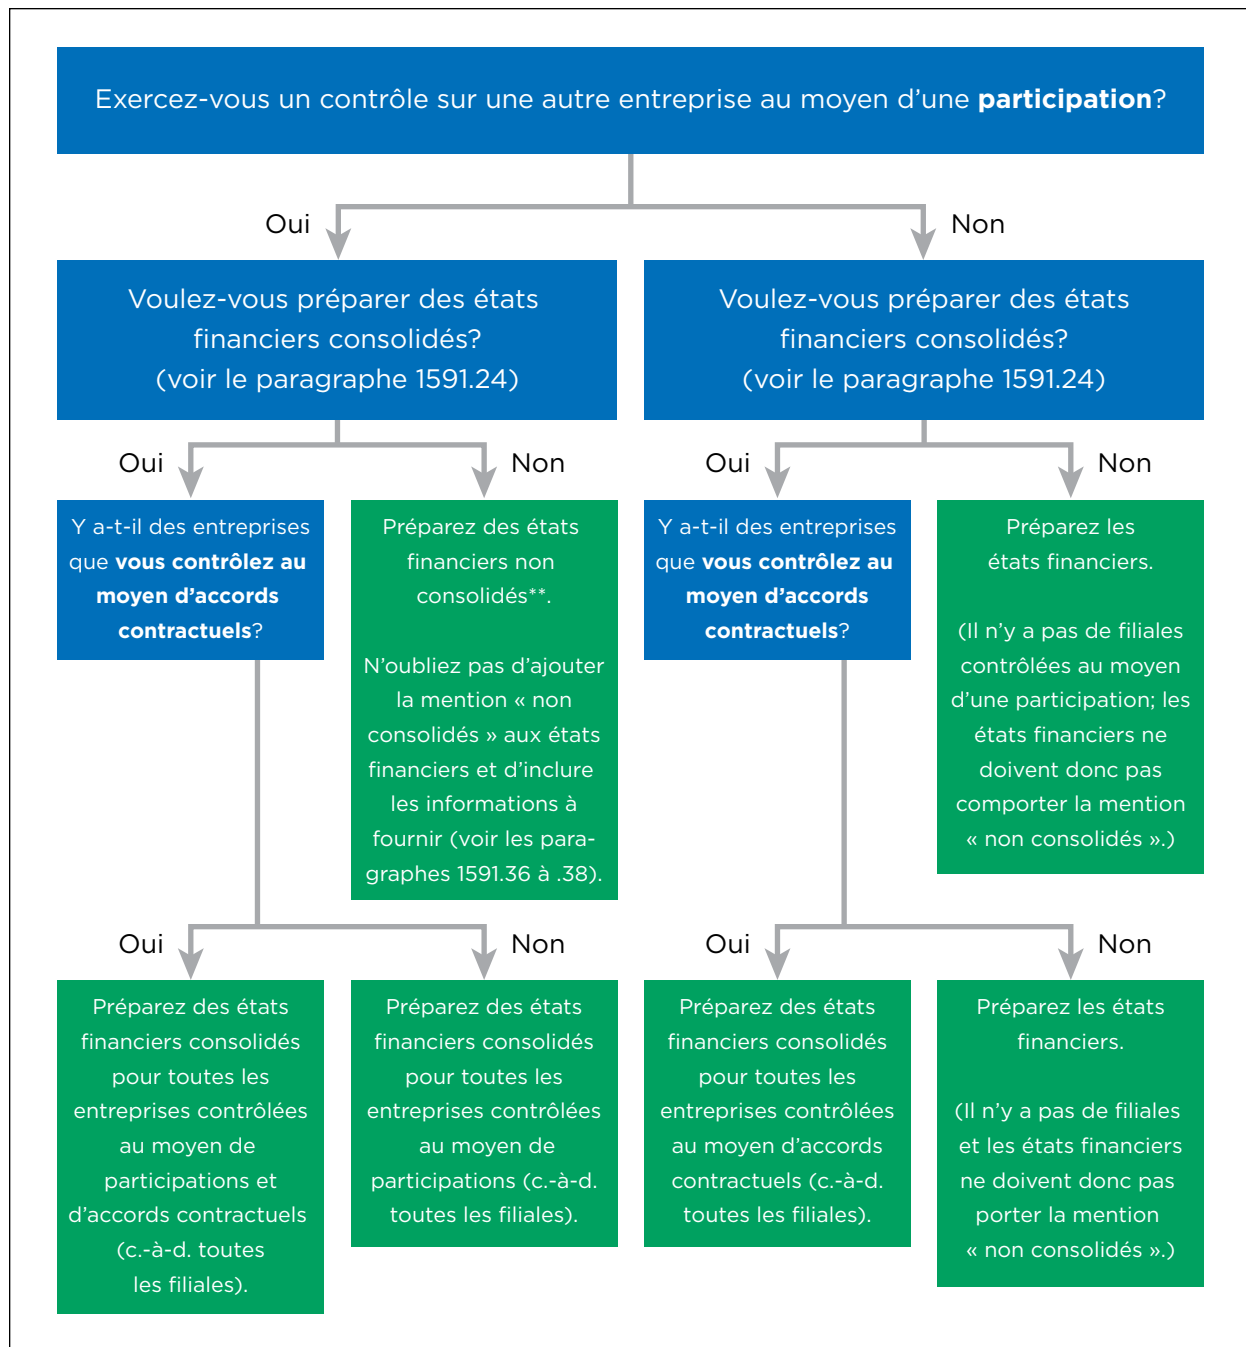 Exercez-vous un contrôle sur une autre entreprise au moyen d’une participation?
Oui
Non
Voulez-vous préparer des états
financiers consolidés?
(voir le paragraphe 1591.24)
Voulez-vous préparer des états
financiers consolidés?
(voir le paragraphe 1591.24)
Oui
Non
Oui
Non
Y a-t-il des entreprises
que vous contrôlez au
moyen d’accords
contractuels?
Préparez des états
financiers non
consolidés**.
N’oubliez pas d’ajouter
la mention « non
consolidés » aux états
financiers et d’inclure
les informations à
fournir (voir les para-
graphes 1591.36 à .38).
Y a-t-il des entreprises
que vous contrôlez au
moyen d’accords
contractuels?
Préparez les
états financiers.
(Il n’y a pas de filiales
contrôlées au moyen
d’une participation; les
états financiers ne
doivent donc pas
comporter la mention
« non consolidés ».)
Oui
Non
Oui
Non
Préparez des états
financiers consolidés
pour toutes les
entreprises contrôlées
au moyen de
participations et
d’accords contractuels
(c.-à-d. toutes
les filiales).
Préparez des états
financiers consolidés
pour toutes les
entreprises contrôlées
au moyen de
participations (c.-à-d.
toutes les filiales).
Préparez des états
financiers consolidés
pour toutes les
entreprises contrôlées
au moyen d’accords
contractuels (c.-à-d.
toutes les filiales).
Préparez les états
financiers.
(Il n’y a pas de filiales
et les états financiers
ne doivent donc pas
porter la mention
« non consolidés ».)